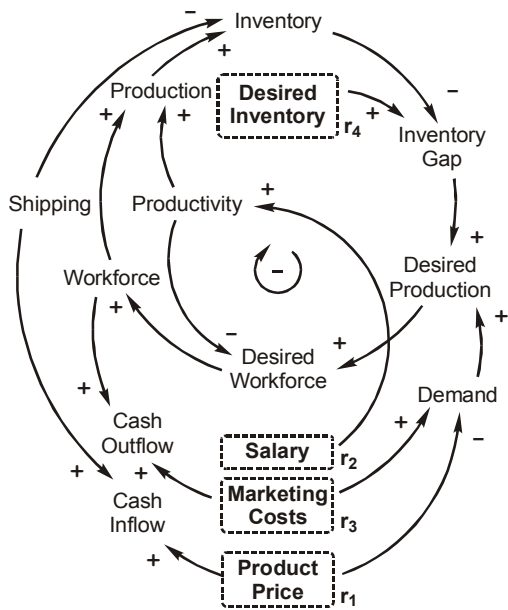 −
Inventory
+
Production
Desired
Inventory
r4
+
−
+
+
Inventory
Gap
Shipping
Productivity
+
+
Workforce
+
−
Desired
Production
+
−
+
Desired
Workforce
+
Demand
+
Cash
Outflow
+
−
Salary
r2
+
+
Marketing
Costs
r3
Cash
Inflow
+
Product
Price
r1